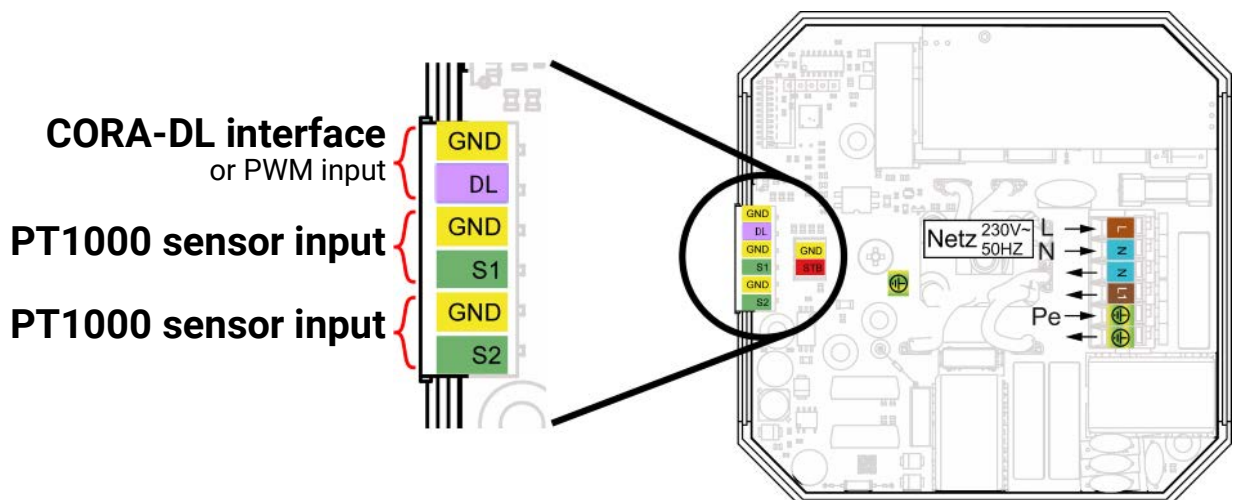 CORA-DL interface
or PWM input
PT1000 sensor input
PT1000 sensor input
GND
DL
GND
S1
GND
S2
GND
DL
GND
S1
GND
S2
GND
STB
Netz 230V~
50HZ
L
N
Pe
L
N
N
L1